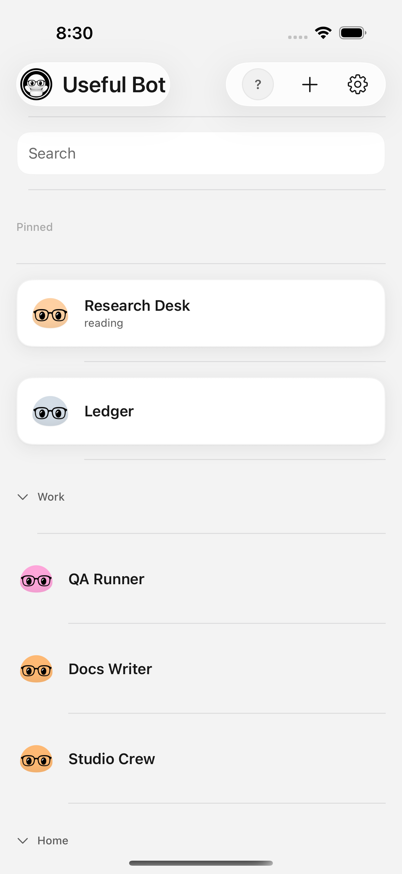 8:30
Useful Bot
?
Search
Pinned
Research Desk
reading
Ledger
Work
QA Runner
Docs Writer
Studio Crew
Home